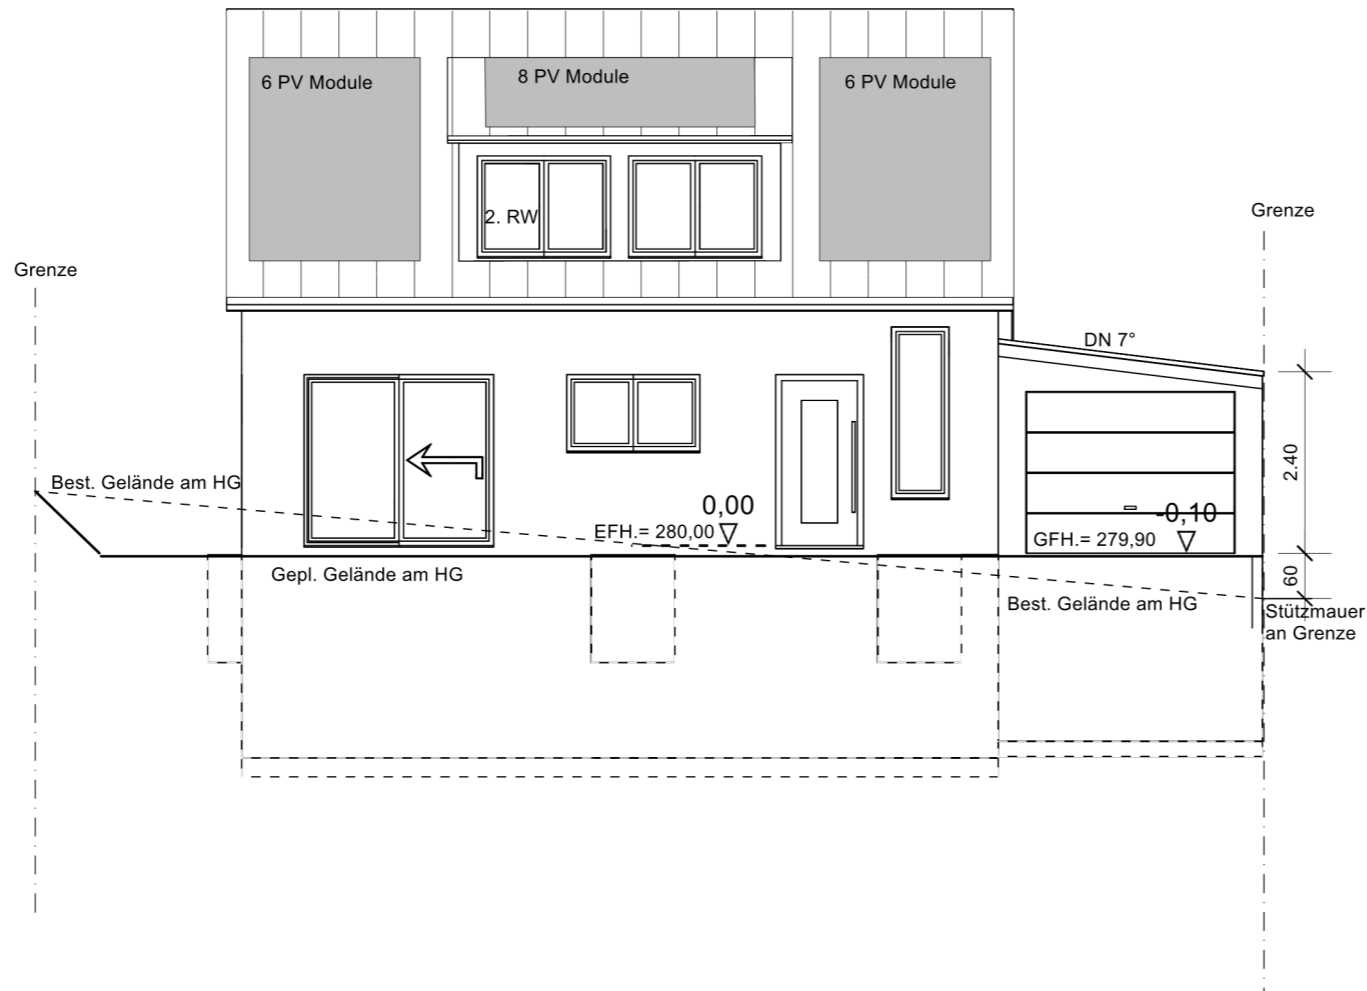 6 PV Module
8 PV Module
6 PV Module
2. RW
Grenze
Grenze
DN 7°
Best. Gelände am HG
2.40
0,00
EFH.= 280,00
-0,10
GFH.= 279,90
Gepl. Gelände am HG
60
Best. Gelände am HG
Stützmauer
an Grenze